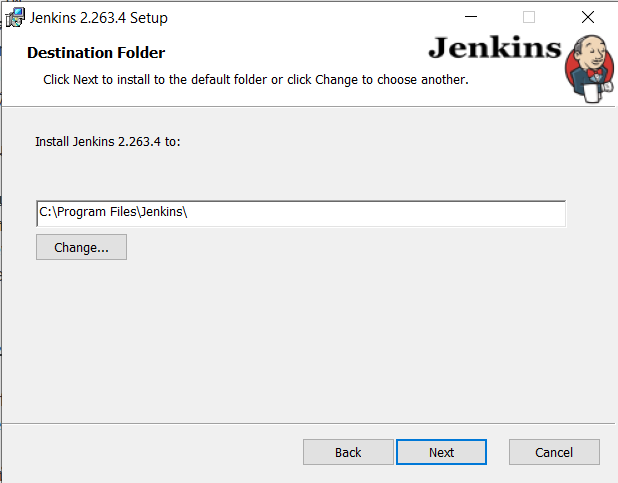 Jenkins 2.263.4 Setup
Destination Folder
Jenkins
Click Next to install to the default folder or click Change to choose another.
Install Jenkins 2.263.4 to:
C:\Program Files\Jenkins\
Change...
Back
Next
Cancel